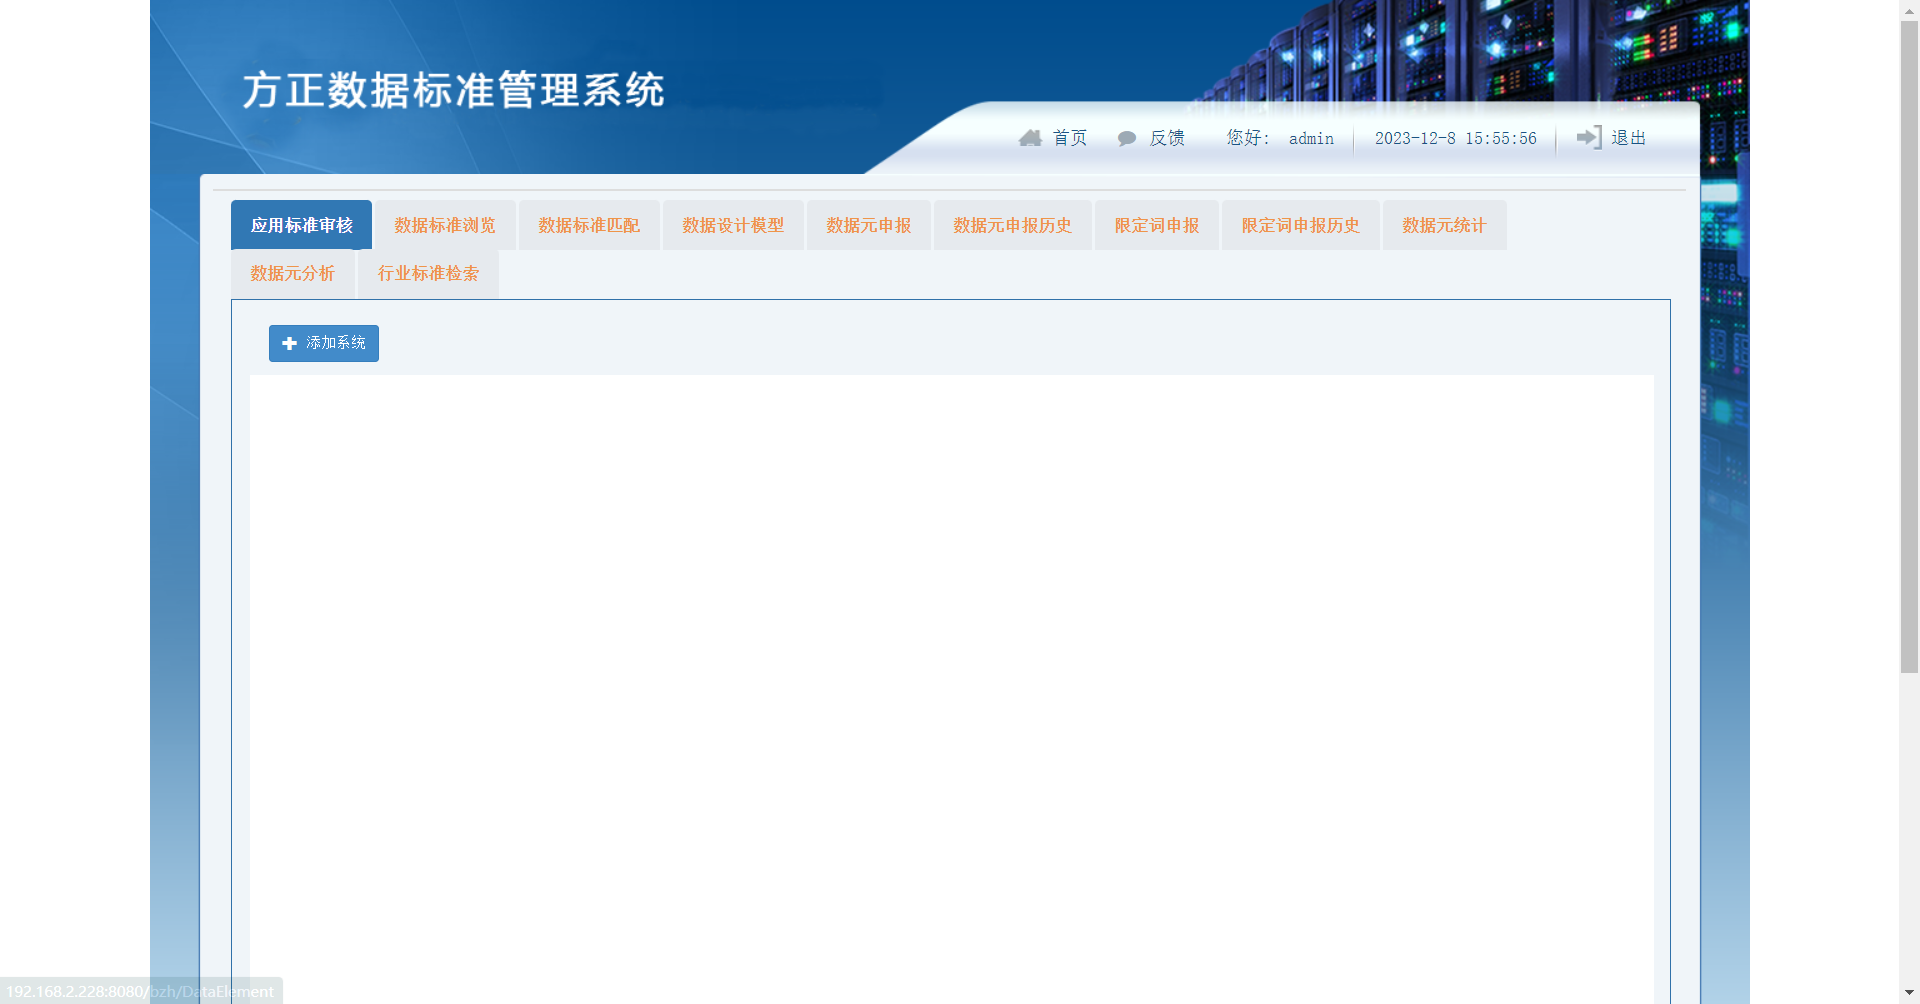 方正数据标准管理系统
首页 反馈 您好： admin 2023-12-8 15:55:56 退出
应用标准审核 数据标准浏览 数据标准匹配 数据设计模型 数据元申报 数据元申报历史 限定词申报 限定词申报历史 数据元统计
数据元分析 行业标准检索
添加系统
192.168.2.228:8080/bzh/DataElement